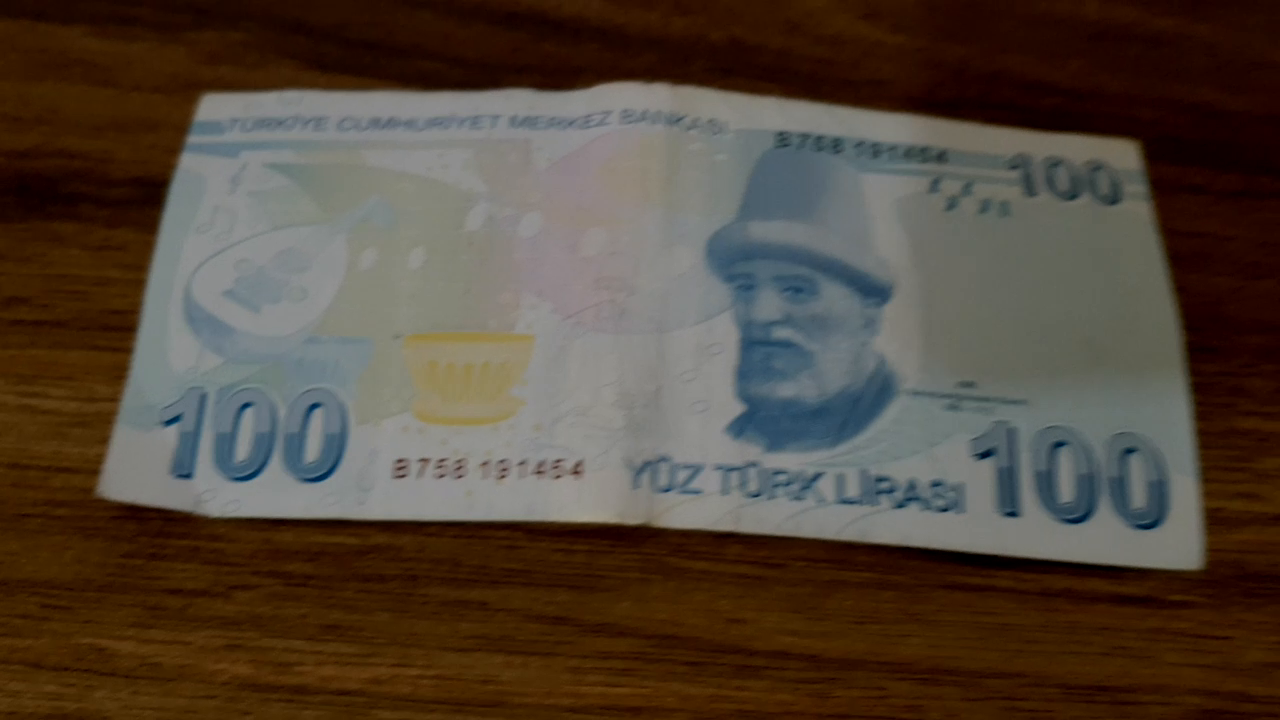 TÜRKİYE CUMHURİYET MERKEZ BANKASI
B758 191454
100
100
B758 191454
YÜZ TÜRK LİRASI
100